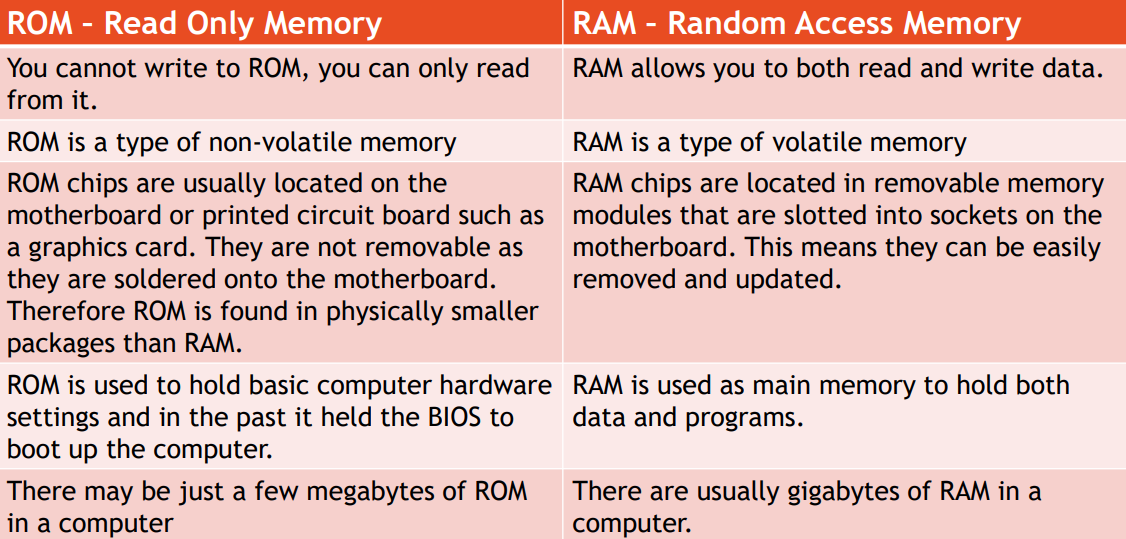 ROM – Read Only Memory
RAM – Random Access Memory
You cannot write to ROM, you can only read
from it.
RAM allows you to both read and write data.
ROM is a type of non-volatile memory
RAM is a type of volatile memory
ROM chips are usually located on the
motherboard or printed circuit board such as
a graphics card. They are not removable as
they are soldered onto the motherboard.
Therefore ROM is found in physically smaller
packages than RAM.
RAM chips are located in removable memory
modules that are slotted into sockets on the
motherboard. This means they can be easily
removed and updated.
ROM is used to hold basic computer hardware
settings and in the past it held the BIOS to
boot up the computer.
RAM is used as main memory to hold both
data and programs.
There may be just a few megabytes of ROM
in a computer
There are usually gigabytes of RAM in a
computer.